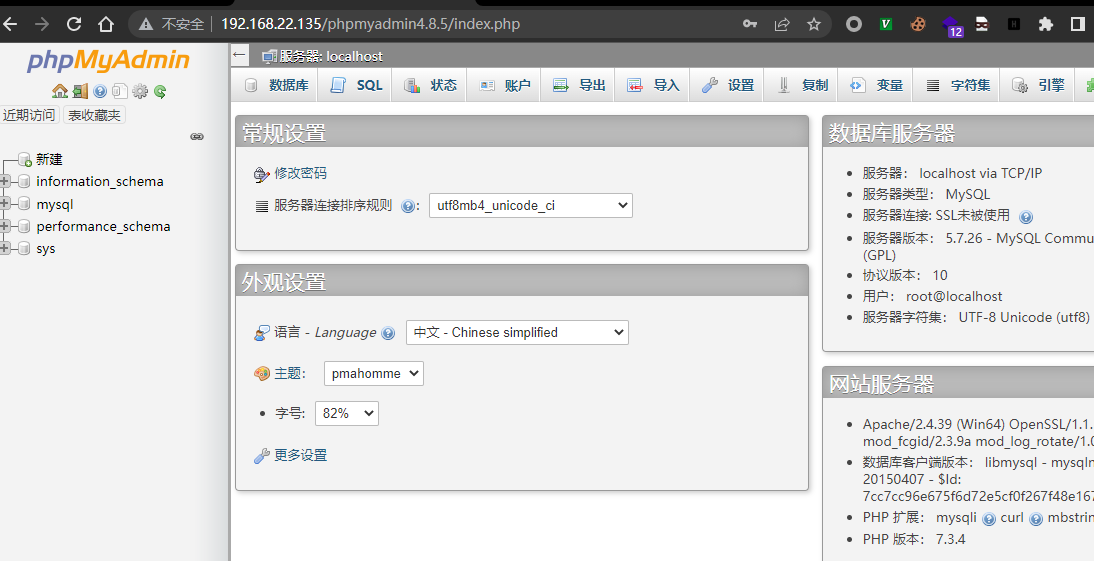 不安全 192.168.22.135/phpmyadmin4.8.5/index.php
12
phpMyAdmin
近期访问 表收藏夹
新建
information_schema
mysql
performance_schema
sys
服务器: localhost
数据库 SQL 状态 账户 导出 导入 设置 复制 变量 字符集 引擎
常规设置
修改密码
服务器连接排序规则 : utf8mb4_unicode_ci
外观设置
语言 - Language 中文 - Chinese simplified
主题: pmahomme
字号: 82%
更多设置
数据库服务器
服务器: localhost via TCP/IP
服务器类型: MySQL
服务器连接: SSL未被使用
服务器版本: 5.7.26 - MySQL Commu
(GPL)
协议版本: 10
用户: root@localhost
服务器字符集: UTF-8 Unicode (utf8)
网站服务器
Apache/2.4.39 (Win64) OpenSSL/1.1.
mod_fcgid/2.3.9a mod_log_rotate/1.0
数据库客户端版本: libmysql - mysqln
20150407 - $Id:
7cc7cc96e675f6d72e5cf0f267f48e167
PHP 扩展: mysqli curl mbstrin
PHP 版本: 7.3.4